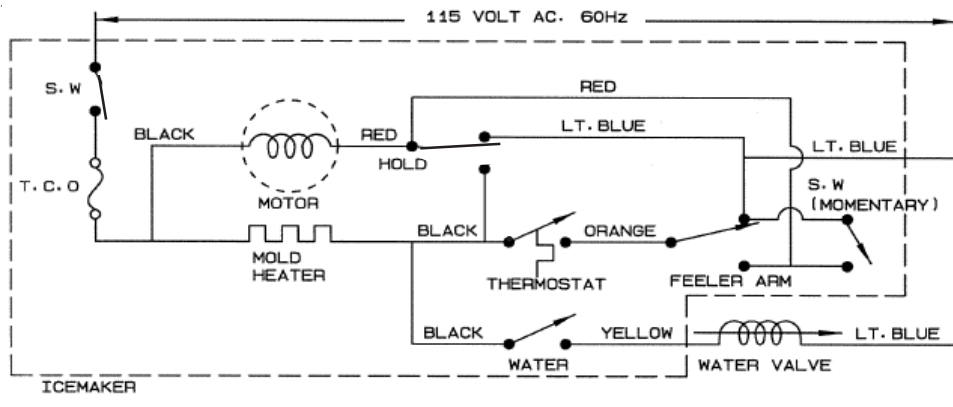 115 VOLT AC. 60Hz
S.W
RED
BLACK
RED
LT.BLUE
HOLD
LT.BLUE
T.C.O
MOTOR
S.W
(MOMENTARY)
BLACK
ORANGE
MOLD
HEATER
THERMOSTAT
FEELER ARM
BLACK
YELLOW
LT.BLUE
WATER
WATER VALVE
ICEMAKER